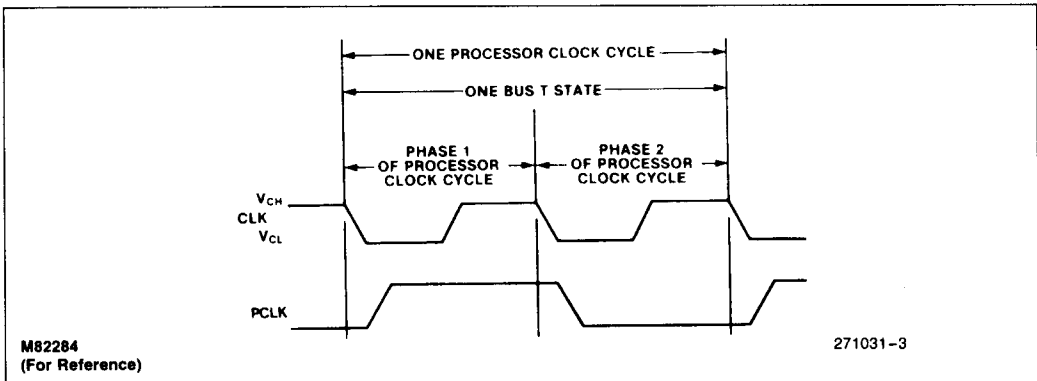 ONE PROCESSOR CLOCK CYCLE
ONE BUS T STATE
PHASE 1
OF PROCESSOR
CLOCK CYCLE
PHASE 2
OF PROCESSOR
CLOCK CYCLE
VCH
CLK
VCL
PCLK
M82284
(For Reference)
271031-3